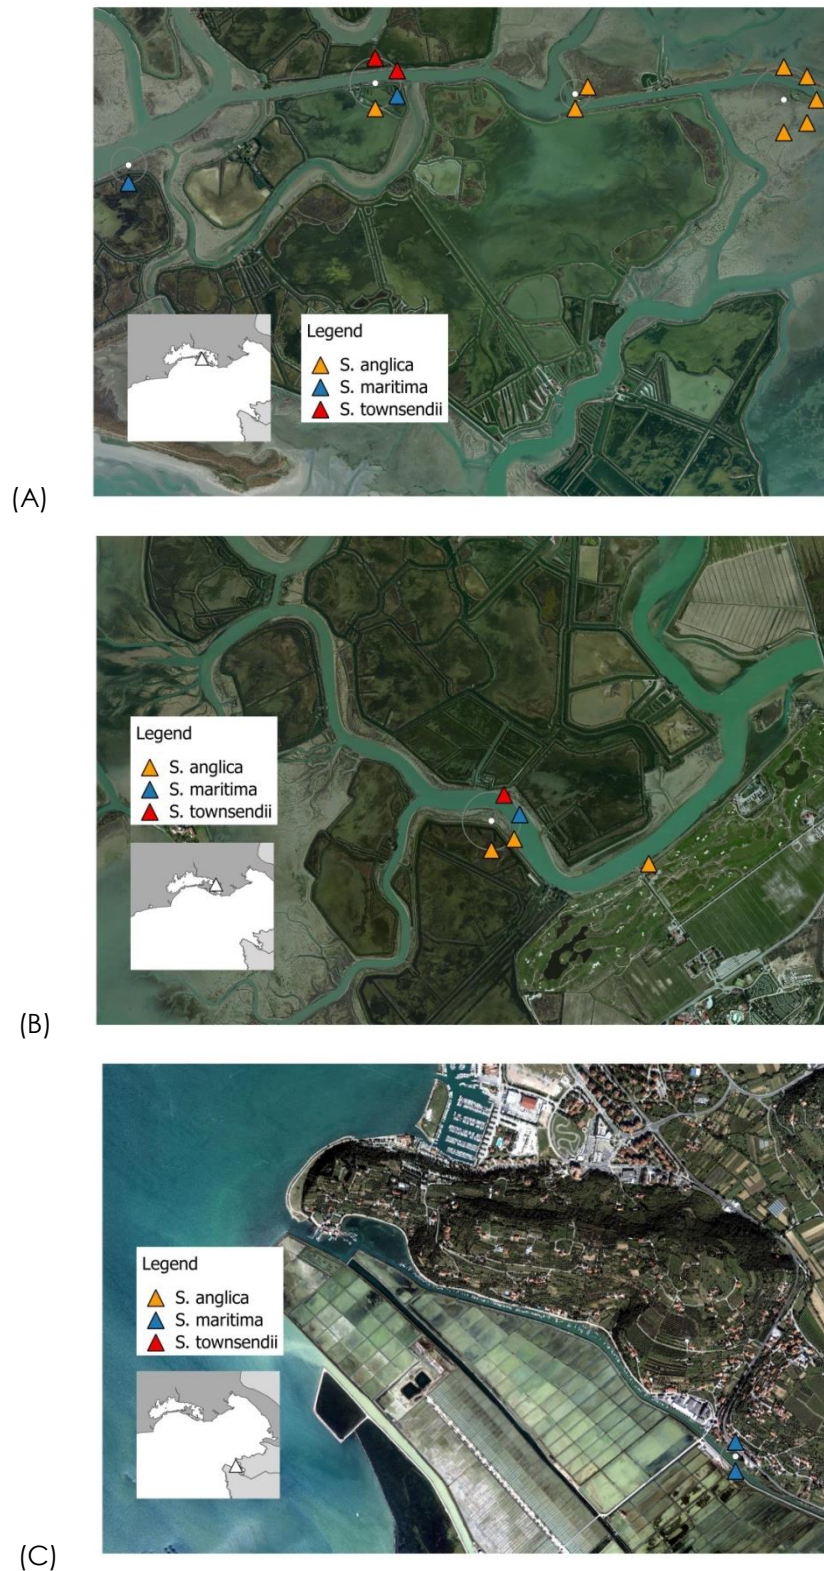 Legend
S. anglica
S. maritima
S. townsendii
(A)
Legend
S. anglica
S. maritima
S. townsendii
(B)
Legend
S. anglica
S. maritima
S. townsendii
(C)